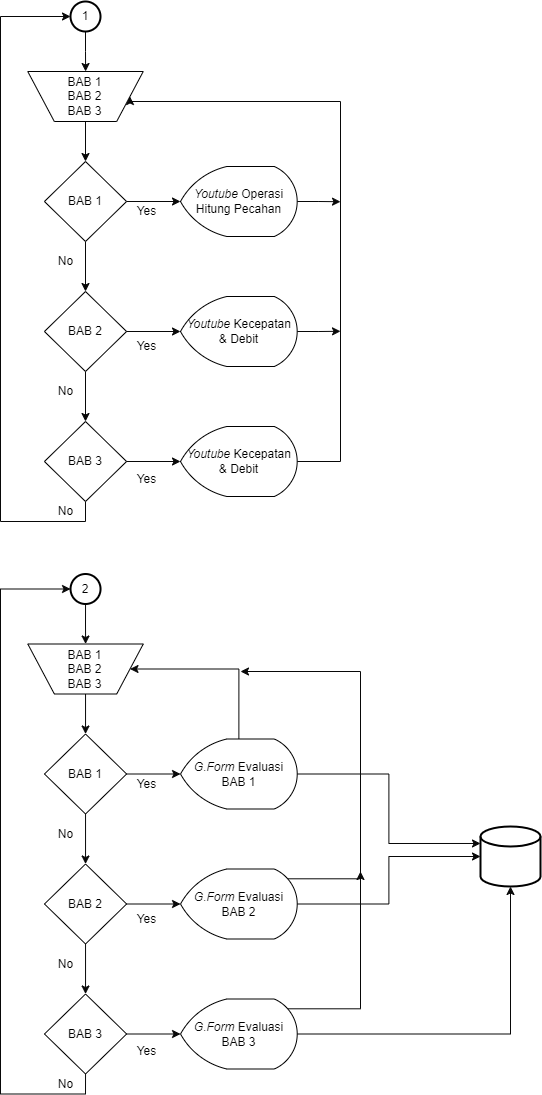 1
BAB 1
BAB 2
BAB 3
BAB 1
Yes
Youtube Operasi
Hitung Pecahan
No
BAB 2
Yes
Youtube Kecepatan
& Debit
No
BAB 3
Yes
Youtube Kecepatan
& Debit
No
2
BAB 1
BAB 2
BAB 3
BAB 1
Yes
G.Form Evaluasi
BAB 1
No
BAB 2
Yes
G.Form Evaluasi
BAB 2
No
BAB 3
Yes
G.Form Evaluasi
BAB 3
No